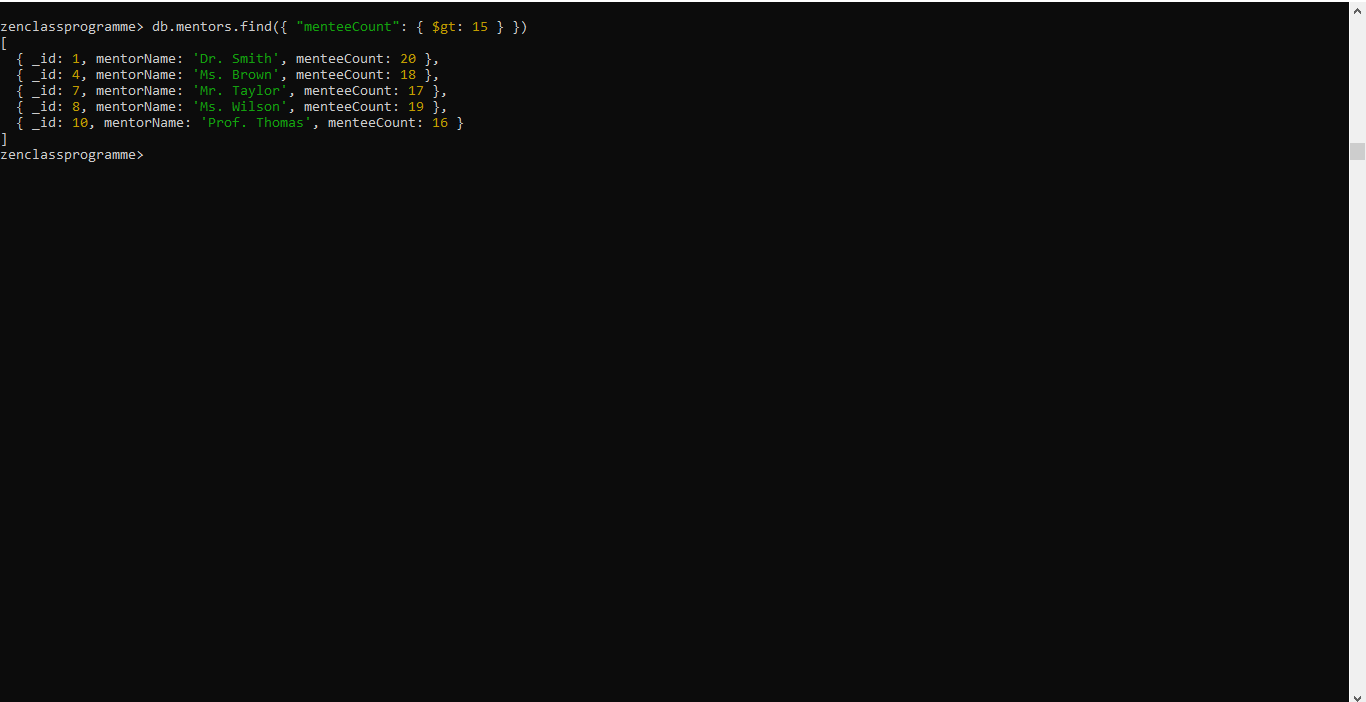 zenclassprogramme> db.mentors.find({ "menteeCount": { $gt: 15 } })
[
  { _id: 1, mentorName: 'Dr. Smith', menteeCount: 20 },
  { _id: 4, mentorName: 'Ms. Brown', menteeCount: 18 },
  { _id: 7, mentorName: 'Mr. Taylor', menteeCount: 17 },
  { _id: 8, mentorName: 'Ms. Wilson', menteeCount: 19 },
  { _id: 10, mentorName: 'Prof. Thomas', menteeCount: 16 }
]
zenclassprogramme>